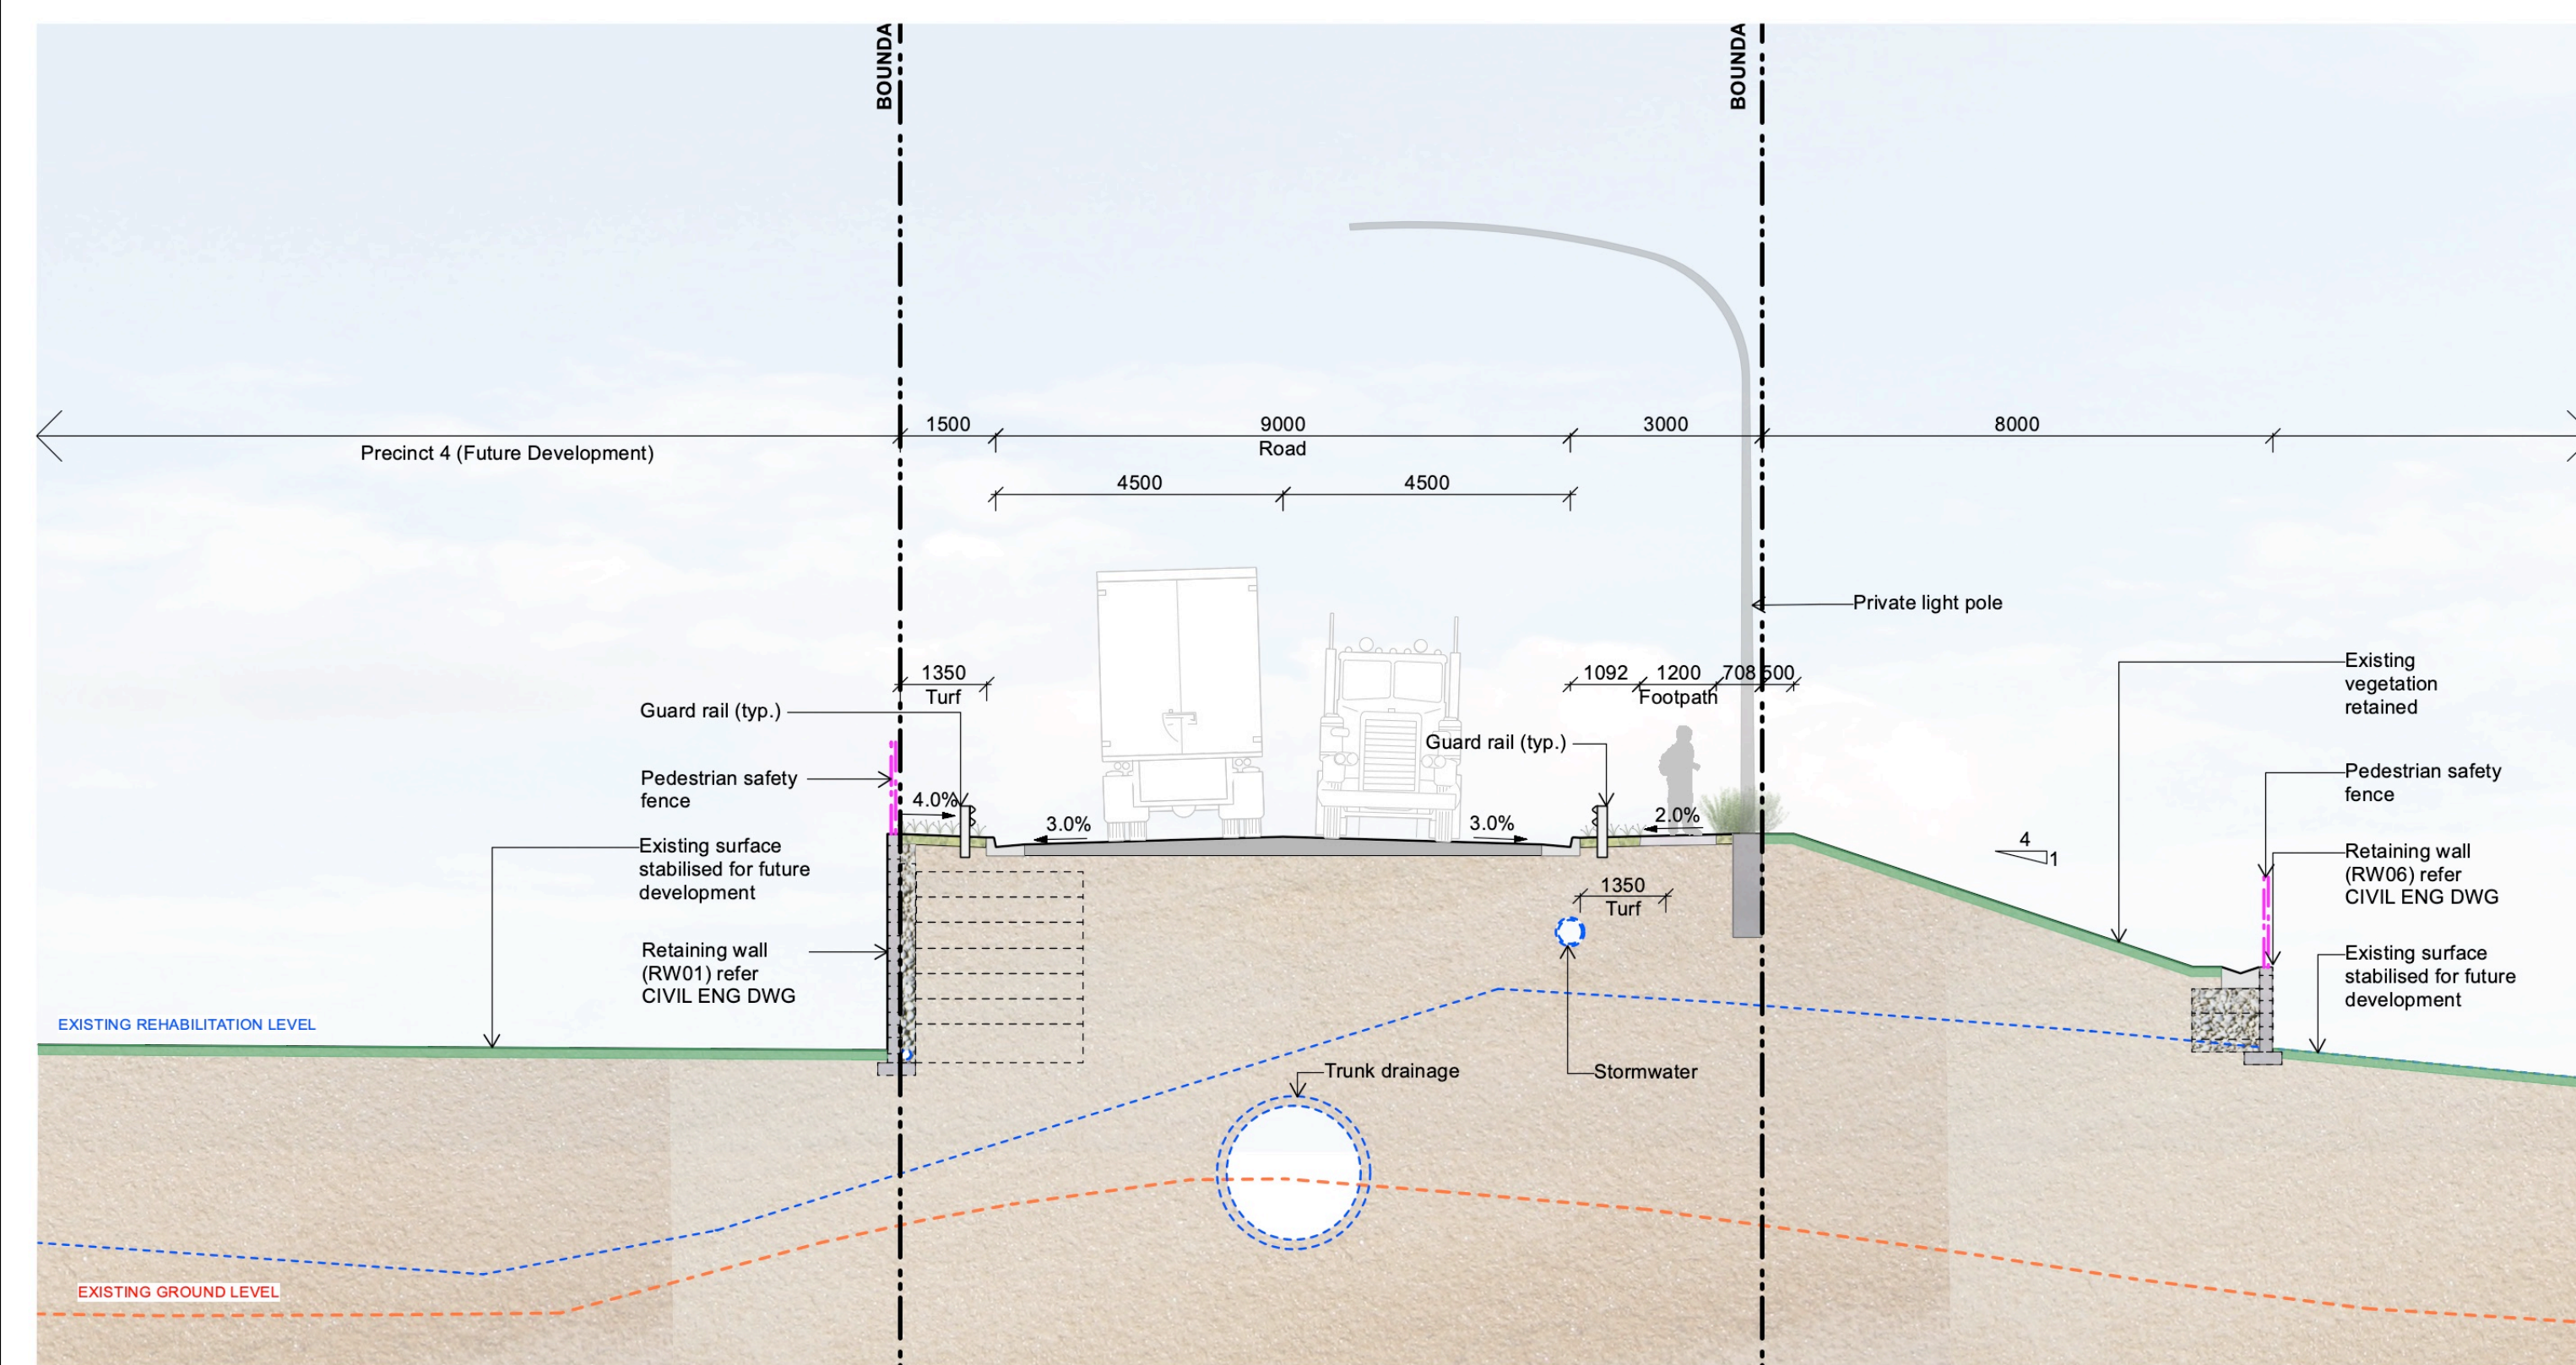 BOUNDA
BOUNDA
1500
9000
3000
8000
Precinct 4 (Future Development)
Road
4500
4500
Private light pole
1350
Turf
1092
1200
708
500
Footpath
Existing
vegetation
retained
Guard rail (typ.)
Guard rail (typ.)
Pedestrian safety
fence
Pedestrian safety
fence
4.0%
3.0%
3.0%
2.0%
Existing surface
stabilised for future
development
4
1
Retaining wall
(RW06) refer
CIVIL ENG DWG
1350
Turf
Retaining wall
(RW01) refer
CIVIL ENG DWG
Existing surface
stabilised for future
development
EXISTING REHABILITATION LEVEL
Trunk drainage
Stormwater
EXISTING GROUND LEVEL